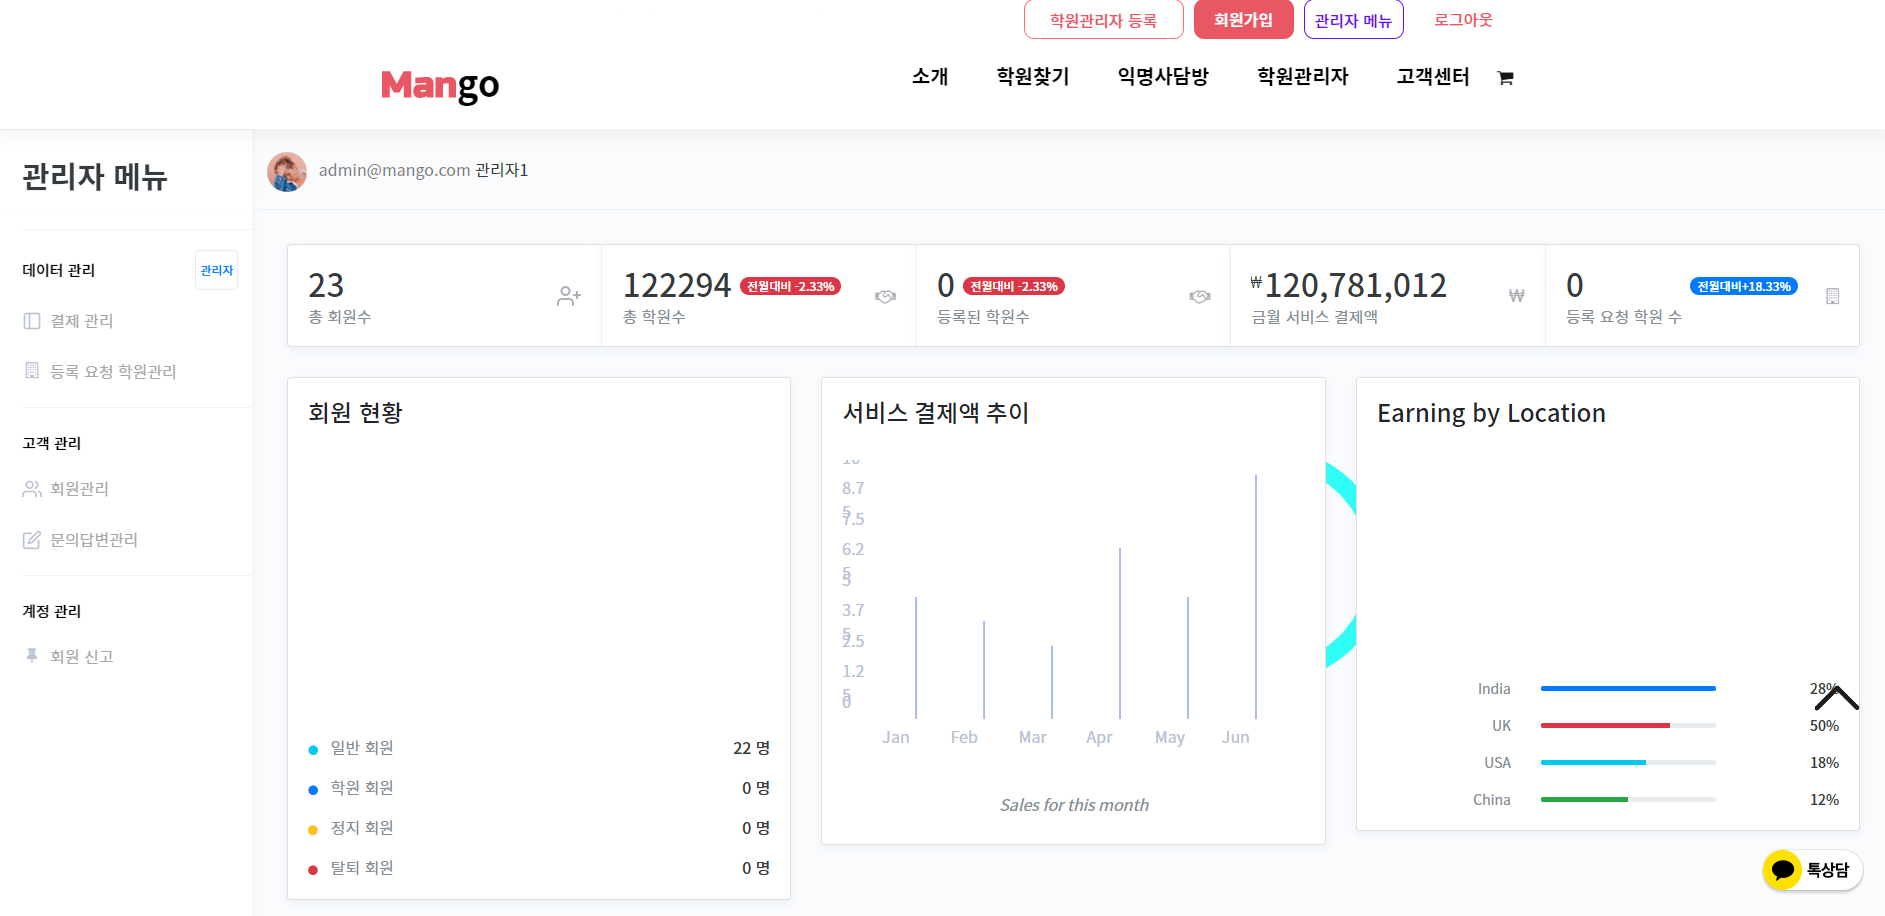 학원관리자 등록
회원가입
관리자 메뉴
로그아웃
Mango
소개
학원찾기
익명사담방
학원관리자
고객센터
관리자 메뉴
데이터 관리
관리자
결제 관리
등록 요청 학원관리
고객 관리
회원관리
문의답변관리
계정 관리
회원 신고
admin@mango.com 관리자1
23
총 회원수
122294 전월대비 -2.33%
총 학원수
0 전월대비 -2.33%
등록된 학원수
₩120,781,012
금월 서비스 결제액
₩
0 전월대비+18.33%
등록 요청 학원 수
회원 현황
일반 회원 22 명
학원 회원 0 명
정지 회원 0 명
탈퇴 회원 0 명
서비스 결제액 추이
10
8.7
5
7.5
6.2
5
5
3.7
5
2.5
1.2
5
0
Jan Feb Mar Apr May Jun
Sales for this month
Earning by Location
India 28%
UK 50%
USA 18%
China 12%
톡상담